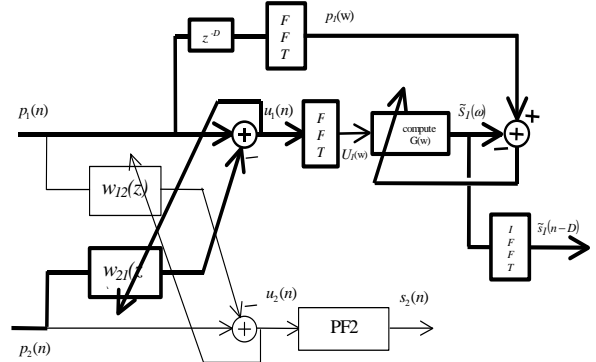 z-D
F
F
T
p1(w)
p1(n)
u1(n)
+
−
F
F
T
U1(w)
compute
G(w)
S̃1(ω)
+
+
−
w12(z)
w21(z
I
F
F
T
s̃1(n−D)
p2(n)
+
−
u2(n)
PF2
s2(n)